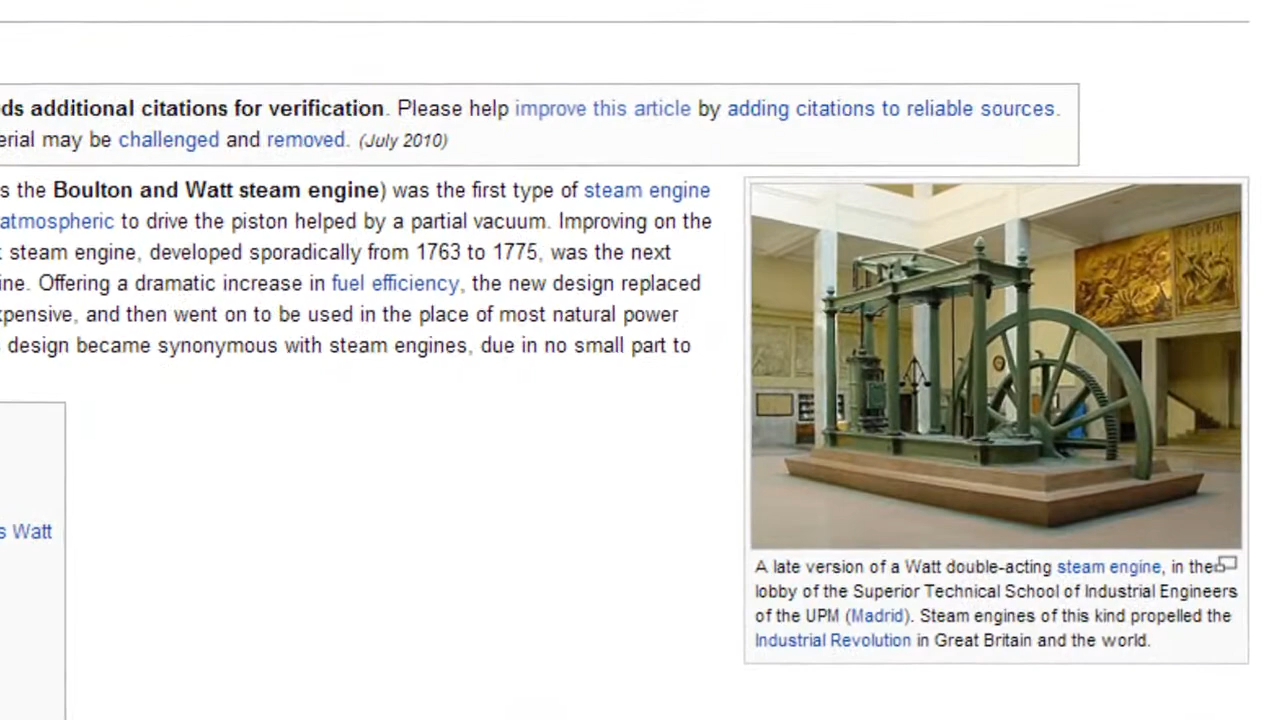 ds additional citations for verification. Please help improve this article by adding citations to reliable sources.
erial may be challenged and removed. (July 2010)
s the Boulton and Watt steam engine) was the first type of steam engine
atmospheric to drive the piston helped by a partial vacuum. Improving on the
steam engine, developed sporadically from 1763 to 1775, was the next
ine. Offering a dramatic increase in fuel efficiency, the new design replaced
xpensive, and then went on to be used in the place of most natural power
design became synonymous with steam engines, due in no small part to
s Watt
A late version of a Watt double-acting steam engine, in the
lobby of the Superior Technical School of Industrial Engineers
of the UPM (Madrid). Steam engines of this kind propelled the
Industrial Revolution in Great Britain and the world.